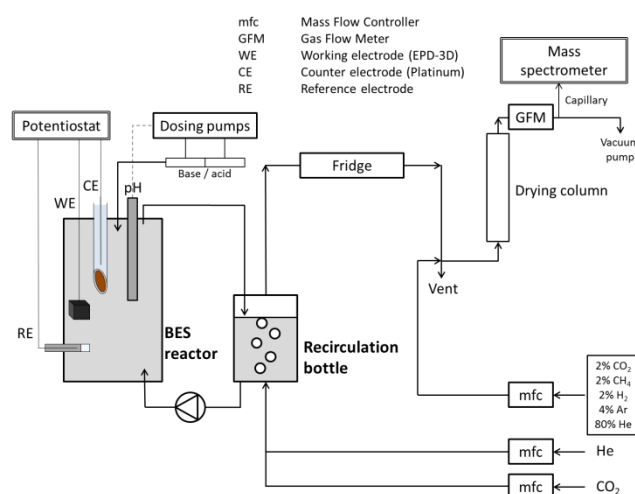 mfc Mass Flow Controller
GFM Gas Flow Meter
WE Working electrode (EPD-3D)
CE Counter electrode (Platinum)
RE Reference electrode
Mass
spectrometer
Capillary
GFM
Vacuum
pump
Potentiostat
Dosing pumps
Base / acid
Fridge
Drying column
CE
pH
WE
Vent
RE
BES
reactor
Recirculation
bottle
mfc
2% CO₂
2% CH₄
2% H₂
4% Ar
80% He
mfc
He
mfc
CO₂